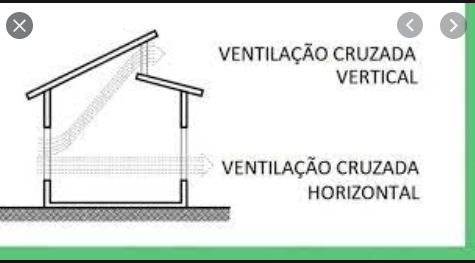 VENTILAÇÃO CRUZADA
VERTICAL
VENTILAÇÃO CRUZADA
HORIZONTAL